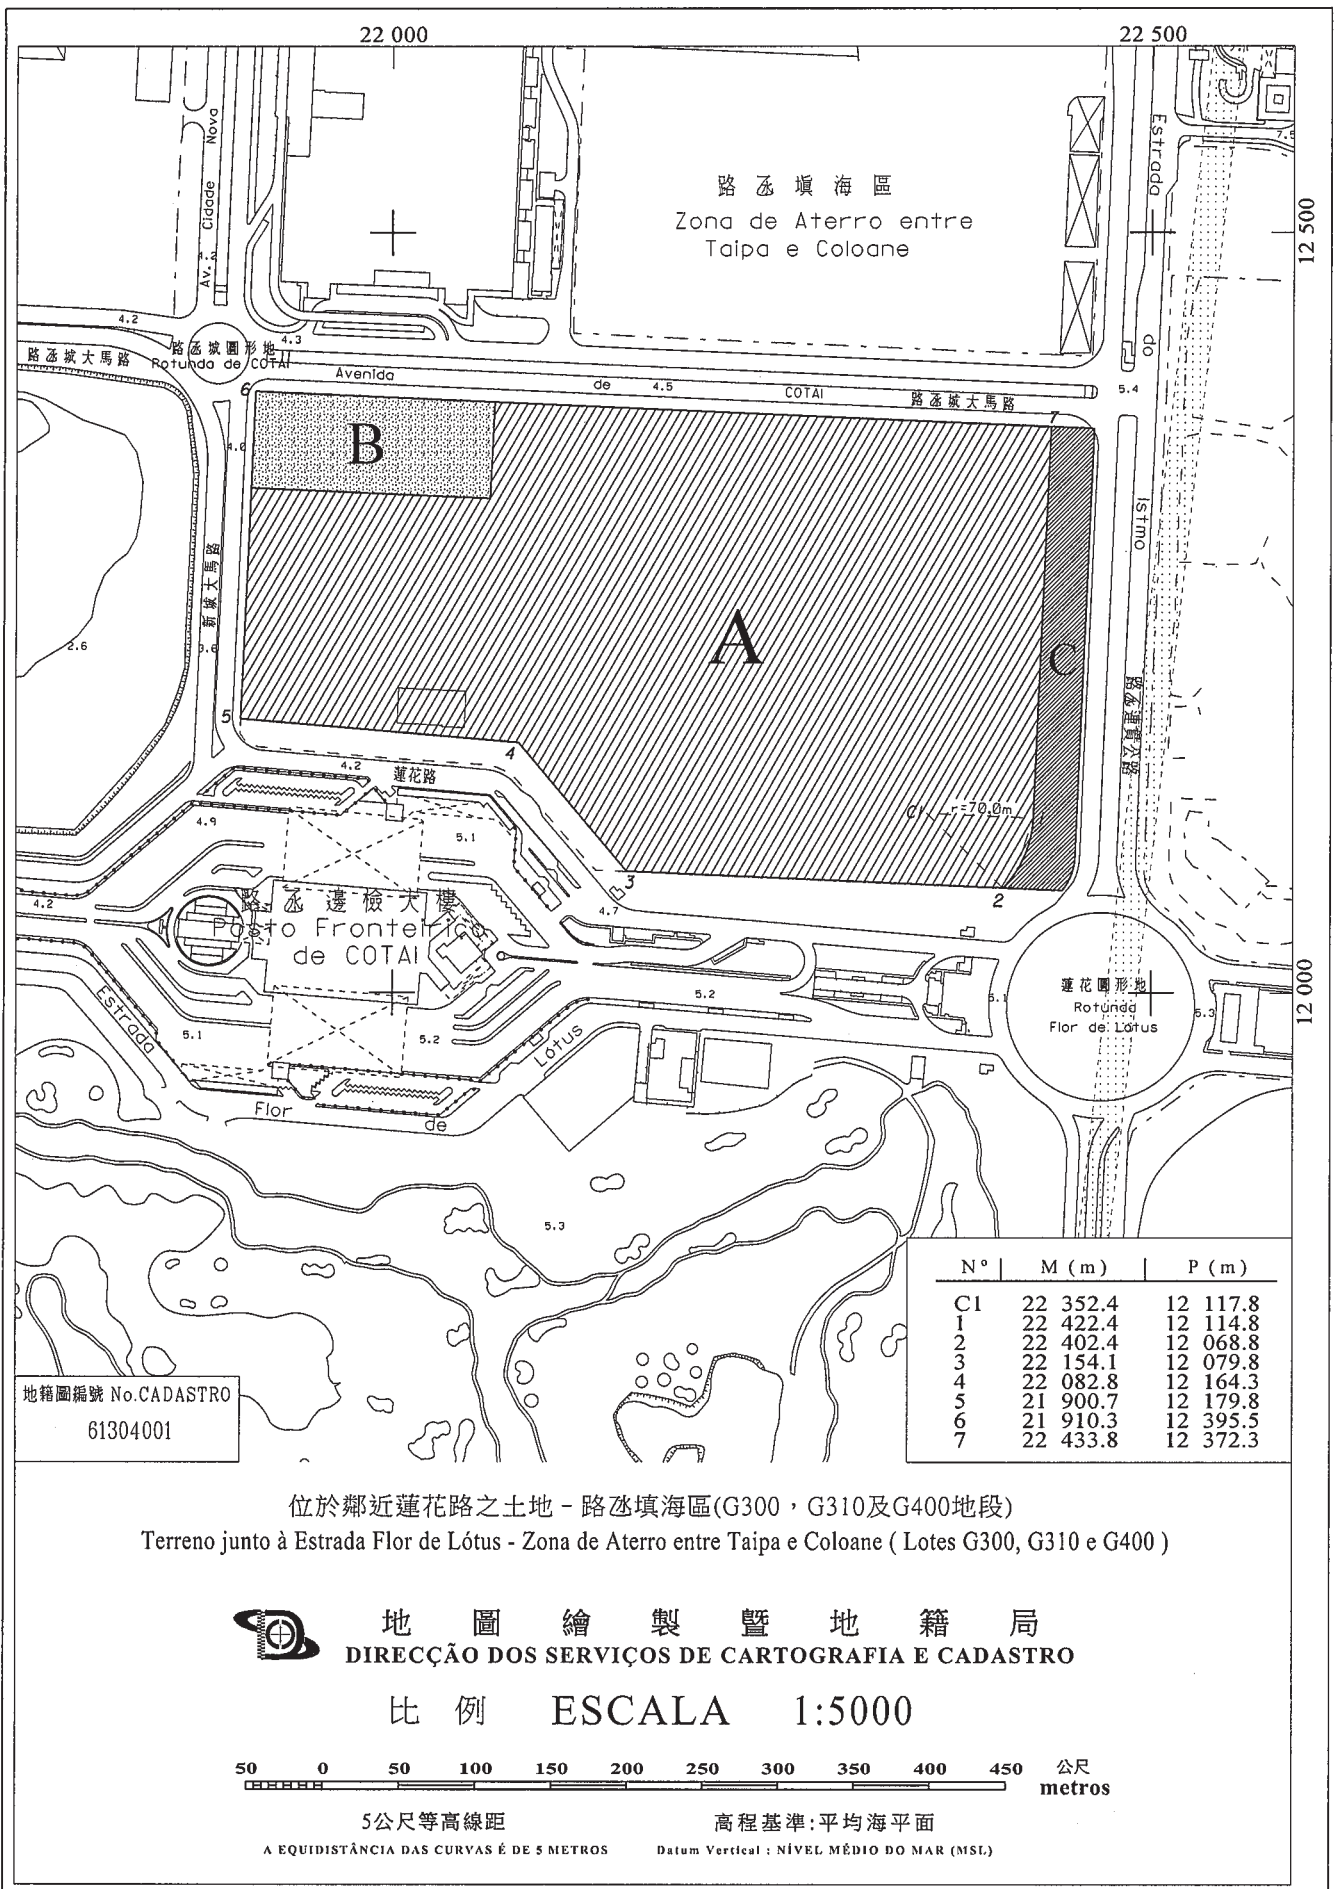 22 000
22 500
12 500
12 000
Av. Cidade Nova
4.2
路氹填海區
Zona de Aterro entre
Taipa e Coloane
Estrada
do
Istmo
7.5
4.2
路氹城大馬路
路氹城圓形地
Rotunda de COTAI
4.3
Avenida
de
4.5
COTAI
路氹城大馬路
5.4
6
7
B
4.0
新城大馬路
3.6
2.6
A
C
路氹連貫公路
5
4
4.2
蓮花路
C1
r=70.0m
3
2
4.9
5.1
4.7
4.2
路氹邊檢大樓
Posto Fronteiriço
de COTAI
5.2
5.1
蓮花圓形地
Rotunda
Flor de Lótus
5.3
Estrada
5.1
5.2
Lótus
Flor
de
5.3
Nº M (m) P (m)
C1 22 352.4 12 117.8
1 22 422.4 12 114.8
2 22 402.4 12 068.8
3 22 154.1 12 079.8
4 22 082.8 12 164.3
5 21 900.7 12 179.8
6 21 910.3 12 395.5
7 22 433.8 12 372.3
地籍圖編號 No.CADASTRO
61304001
位於鄰近蓮花路之土地 - 路氹填海區(G300，G310及G400地段)
Terreno junto à Estrada Flor de Lótus - Zona de Aterro entre Taipa e Coloane ( Lotes G300, G310 e G400 )
地圖繪製暨地籍局
DIRECÇÃO DOS SERVIÇOS DE CARTOGRAFIA E CADASTRO
比例 ESCALA 1:5000
50 0 50 100 150 200 250 300 350 400 450 公尺
metros
5公尺等高線距 高程基準:平均海平面
A EQUIDISTÂNCIA DAS CURVAS É DE 5 METROS Datum Vertical : NÍVEL MÉDIO DO MAR (MSL)